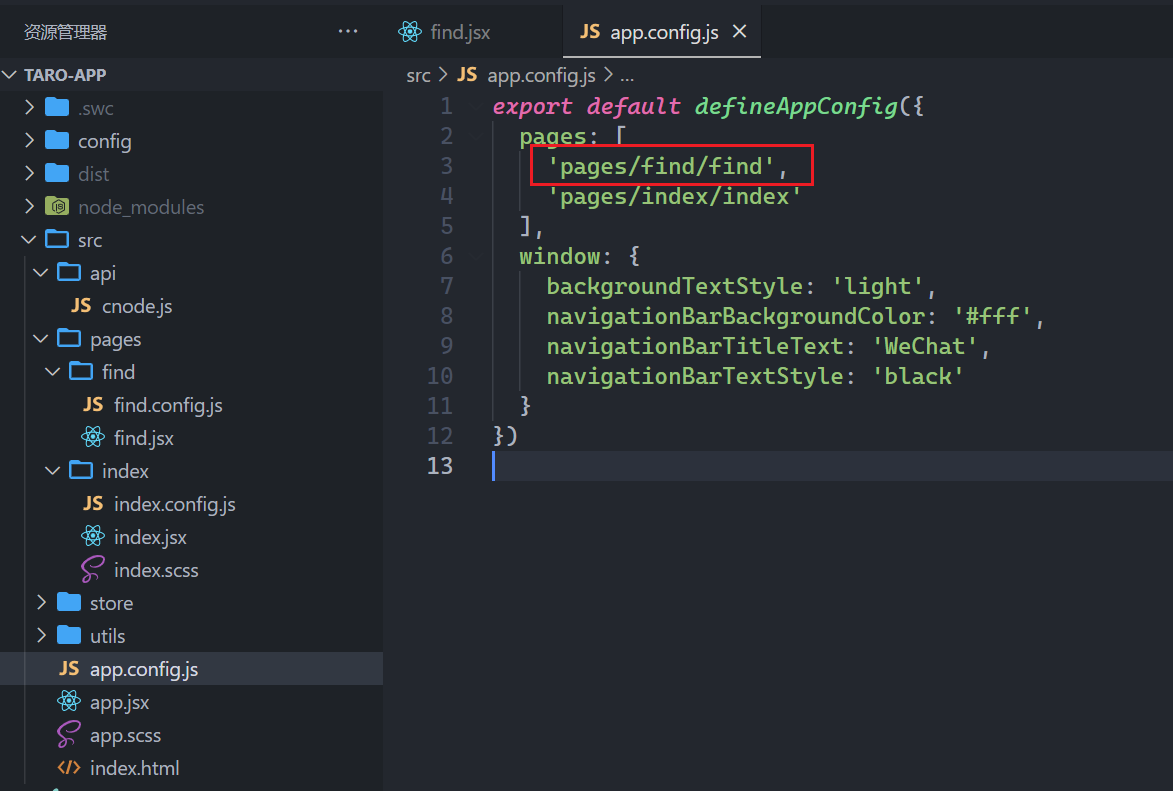 资源管理器 ···
TARO-APP
.swc
config
dist
node_modules
src
api
JS cnode.js
pages
find
JS find.config.js
find.jsx
index
JS index.config.js
index.jsx
index.scss
store
utils
JS app.config.js
app.jsx
app.scss
index.html
find.jsx JS app.config.js
src > JS app.config.js > ...
1 export default defineAppConfig({
2 pages: [
3 'pages/find/find',
4 'pages/index/index'
5 ],
6 window: {
7 backgroundTextStyle: 'light',
8 navigationBarBackgroundColor: '#fff',
9 navigationBarTitleText: 'WeChat',
10 navigationBarTextStyle: 'black'
11 }
12 })
13